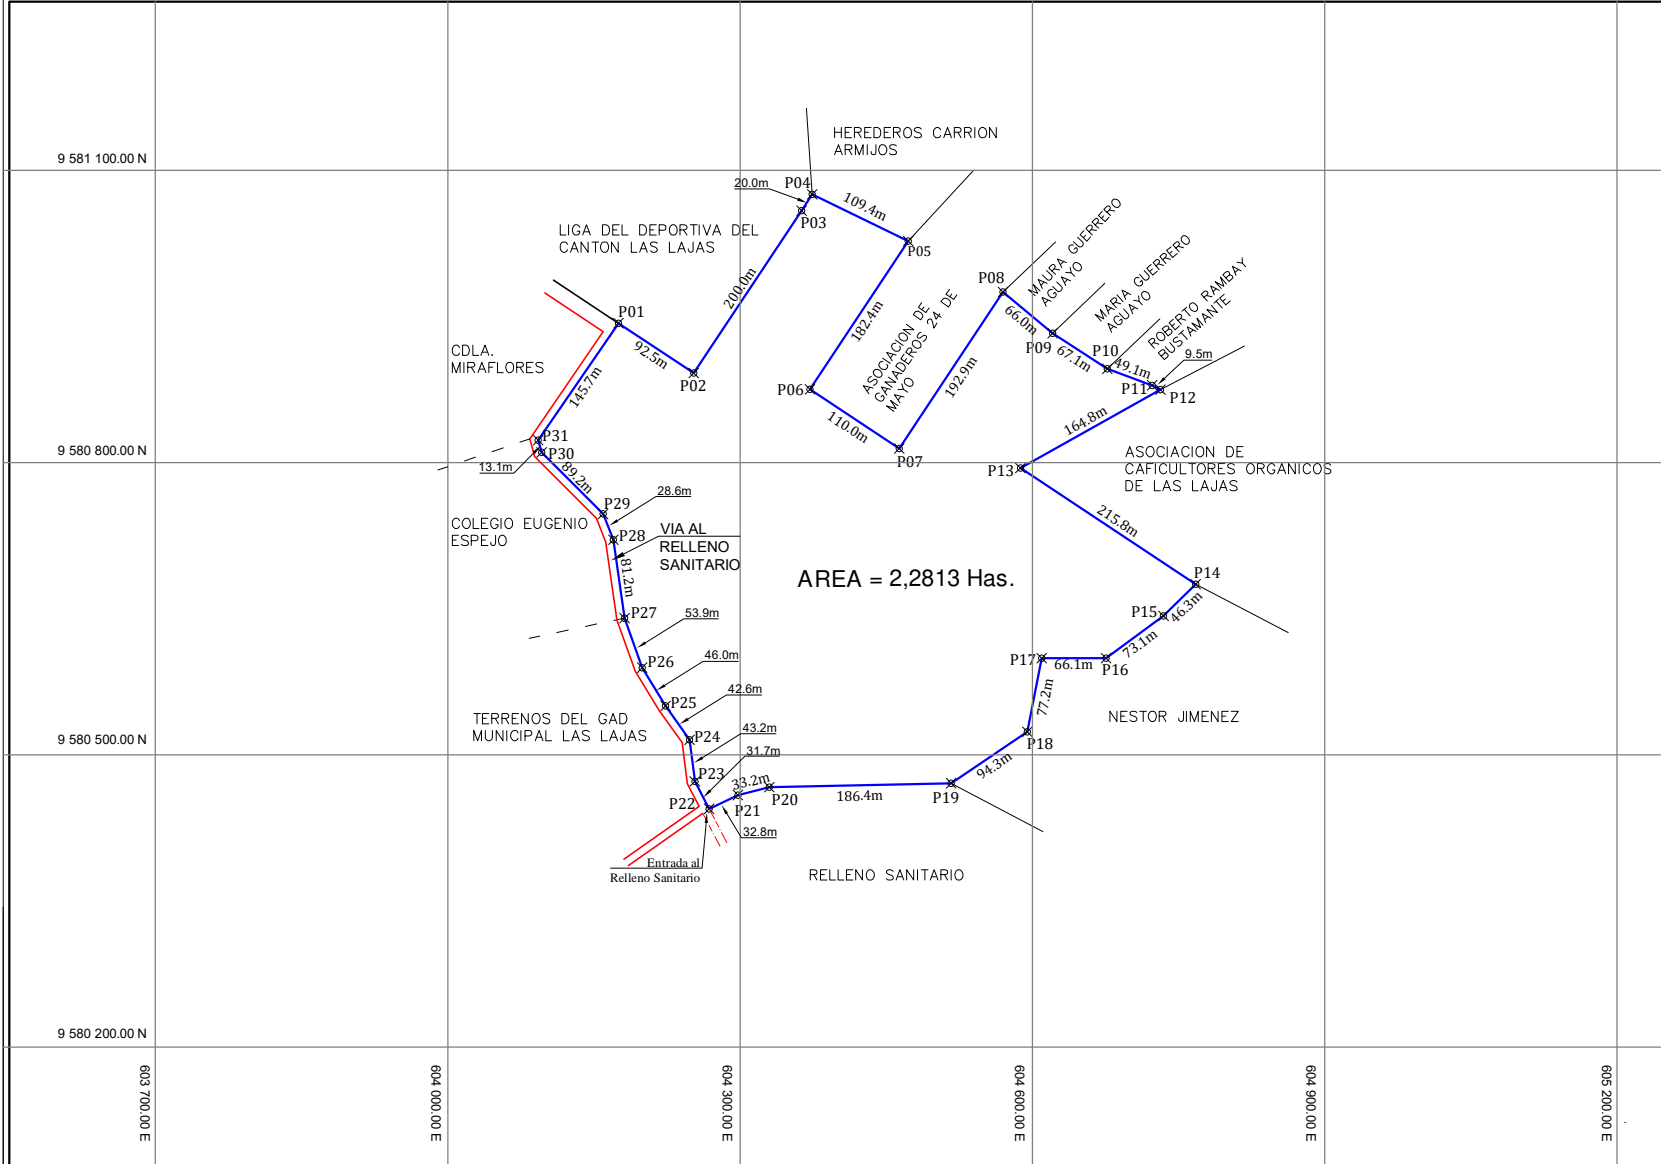 HEREDEROS CARRION
ARMIJOS
9 581 100.00 N
P04
20.0m
109.4m
P03
LIGA DEL DEPORTIVA DEL
CANTON LAS LAJAS
P05
MAURA GUERRERO
AGUAYO
MARIA GUERRERO
AGUAYO
ROBERTO RAMBAY
BUSTAMANTE
200.0m
182.4m
P08
ASOCIACION DE
GANADEROS 24 DE
MAYO
P01
66.0m
P09
67.1m
P10
49.1m
9.5m
P11
P12
92.5m
P02
CDLA.
MIRAFLORES
145.7m
P06
192.9m
110.0m
164.8m
P31
P30
9 580 800.00 N
13.1m
89.2m
P07
P13
ASOCIACION DE
CAFICULTORES ORGANICOS
DE LAS LAJAS
P29
28.6m
215.8m
COLEGIO EUGENIO
ESPEJO
P28
VIA AL
RELLENO
SANITARIO
81.2m
AREA = 2,2813 Has.
P14
P27
53.9m
P15
46.3m
73.1m
P26
46.0m
P17
66.1m
P16
42.6m
P25
77.2m
TERRENOS DEL GAD
MUNICIPAL LAS LAJAS
43.2m
P24
NESTOR JIMENEZ
31.7m
P18
9 580 500.00 N
P23
33.2m
94.3m
P22
P21
P20
186.4m
P19
32.8m
Entrada al
Relleno Sanitario
RELLENO SANITARIO
9 580 200.00 N
603 700.00 E
604 000.00 E
604 300.00 E
604 600.00 E
604 900.00 E
605 200.00 E